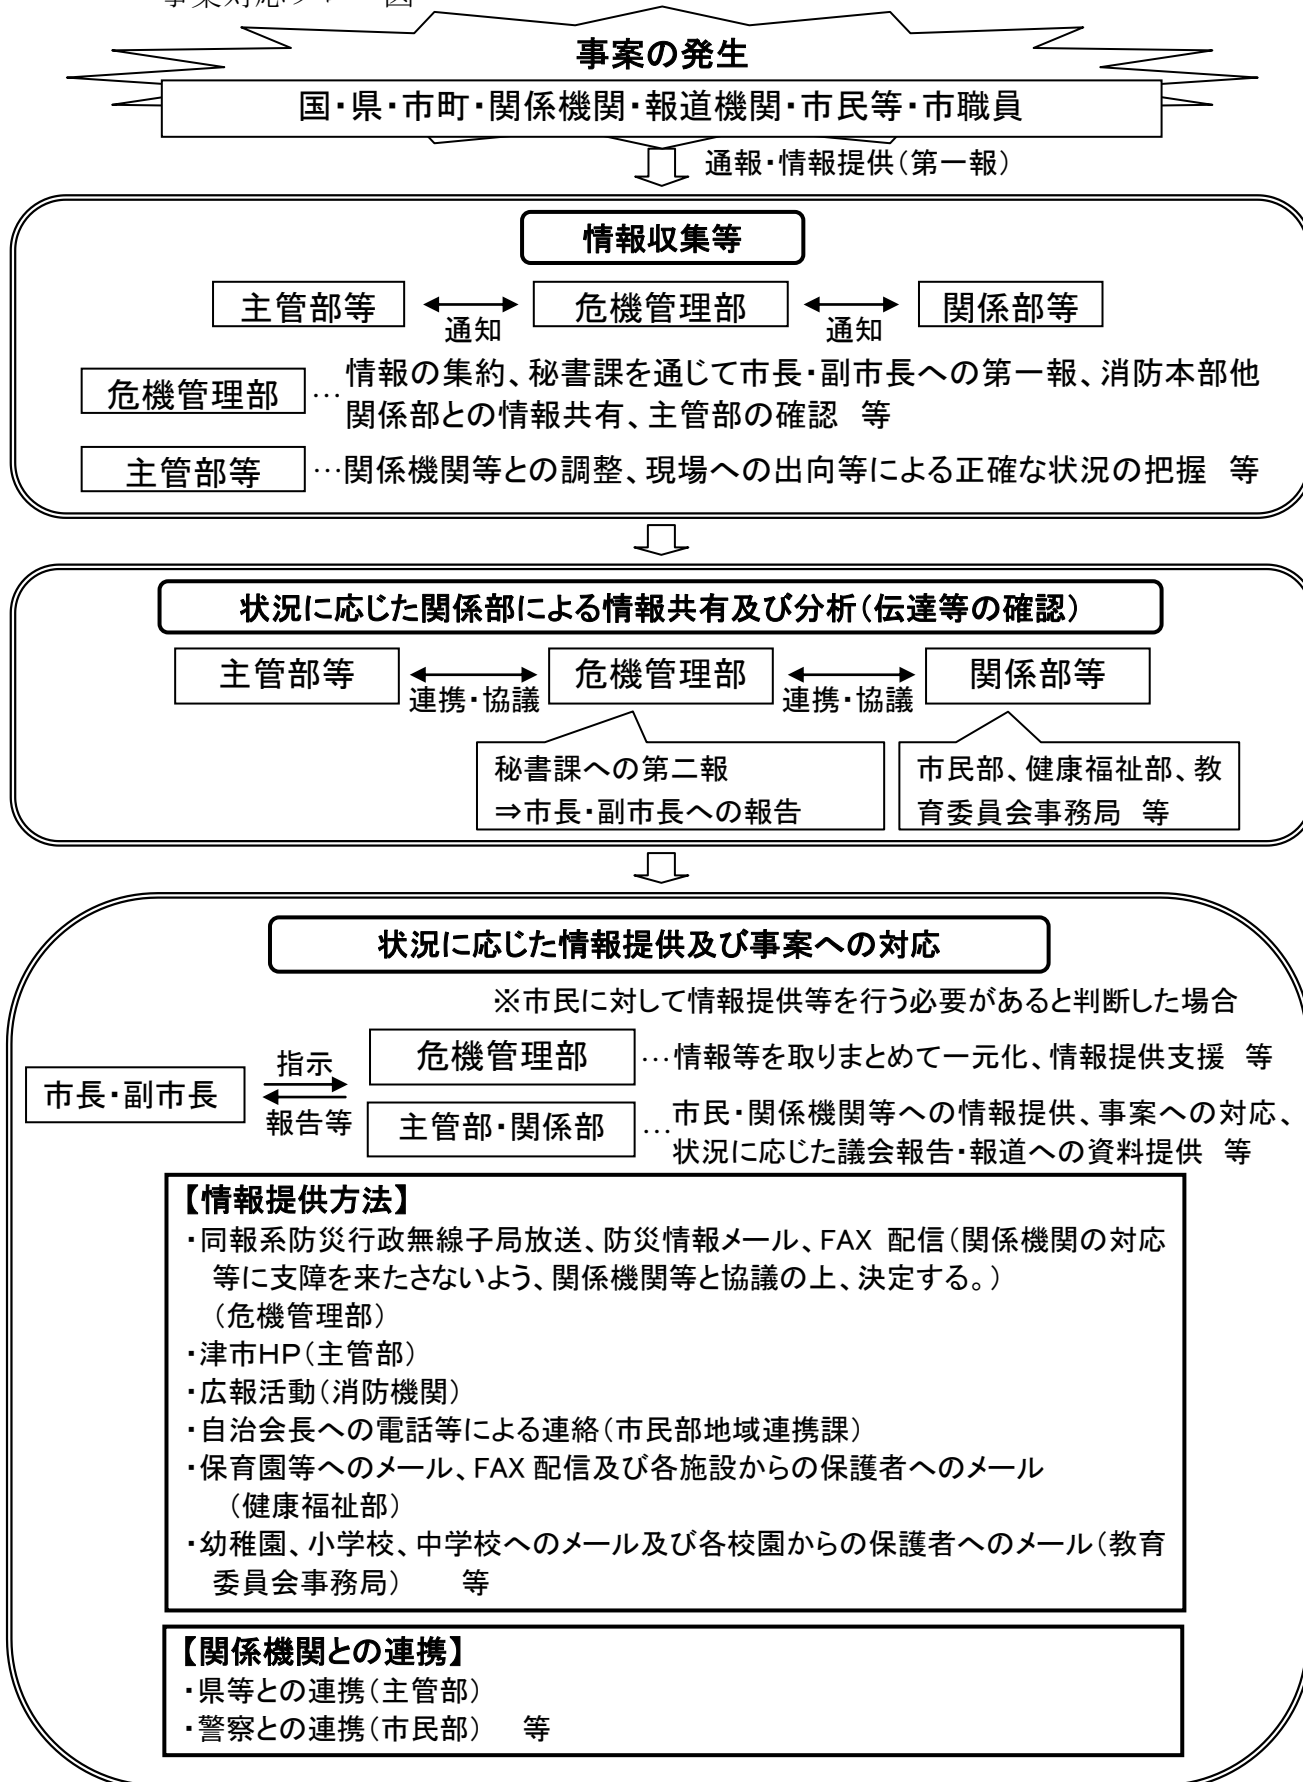 事案の発生
国・県・市町・関係機関・報道機関・市民等・市職員
通報・情報提供(第一報)
情報収集等
主管部等
通知
危機管理部
通知
関係部等
危機管理部
…情報の集約、秘書課を通じて市長・副市長への第一報、消防本部他
関係部との情報共有、主管部の確認 等
主管部等
…関係機関等との調整、現場への出向等による正確な状況の把握 等
状況に応じた関係部による情報共有及び分析(伝達等の確認)
主管部等
連携・協議
危機管理部
連携・協議
関係部等
秘書課への第二報
⇒市長・副市長への報告
市民部、健康福祉部、教
育委員会事務局 等
状況に応じた情報提供及び事案への対応
※市民に対して情報提供等を行う必要があると判断した場合
市長・副市長
指示
報告等
危機管理部
…情報等を取りまとめて一元化、情報提供支援 等
主管部・関係部
…市民・関係機関等への情報提供、事案への対応、
状況に応じた議会報告・報道への資料提供 等
【情報提供方法】
・同報系防災行政無線子局放送、防災情報メール、FAX 配信(関係機関の対応
等に支障を来たさないよう、関係機関等と協議の上、決定する。)
(危機管理部)
・津市HP(主管部)
・広報活動(消防機関)
・自治会長への電話等による連絡(市民部地域連携課)
・保育園等へのメール、FAX 配信及び各施設からの保護者へのメール
(健康福祉部)
・幼稚園、小学校、中学校へのメール及び各校園からの保護者へのメール(教育
委員会事務局) 等
【関係機関との連携】
・県等との連携(主管部)
・警察との連携(市民部) 等